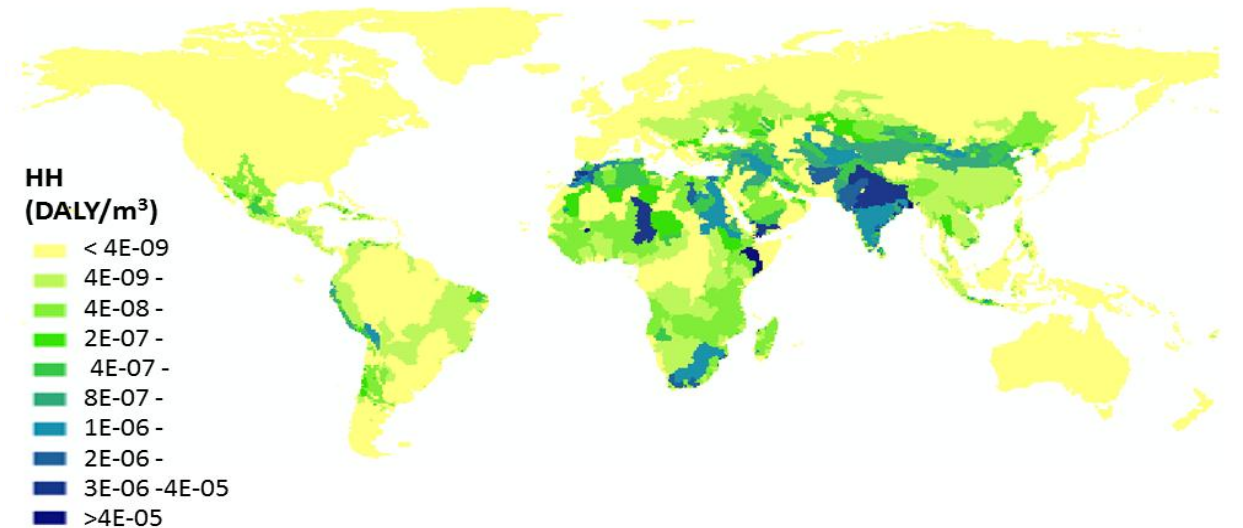 HH
(DALY/m³)
< 4E-09
4E-09 -
4E-08 -
2E-07 -
4E-07 -
8E-07 -
1E-06 -
2E-06 -
3E-06 -4E-05
>4E-05